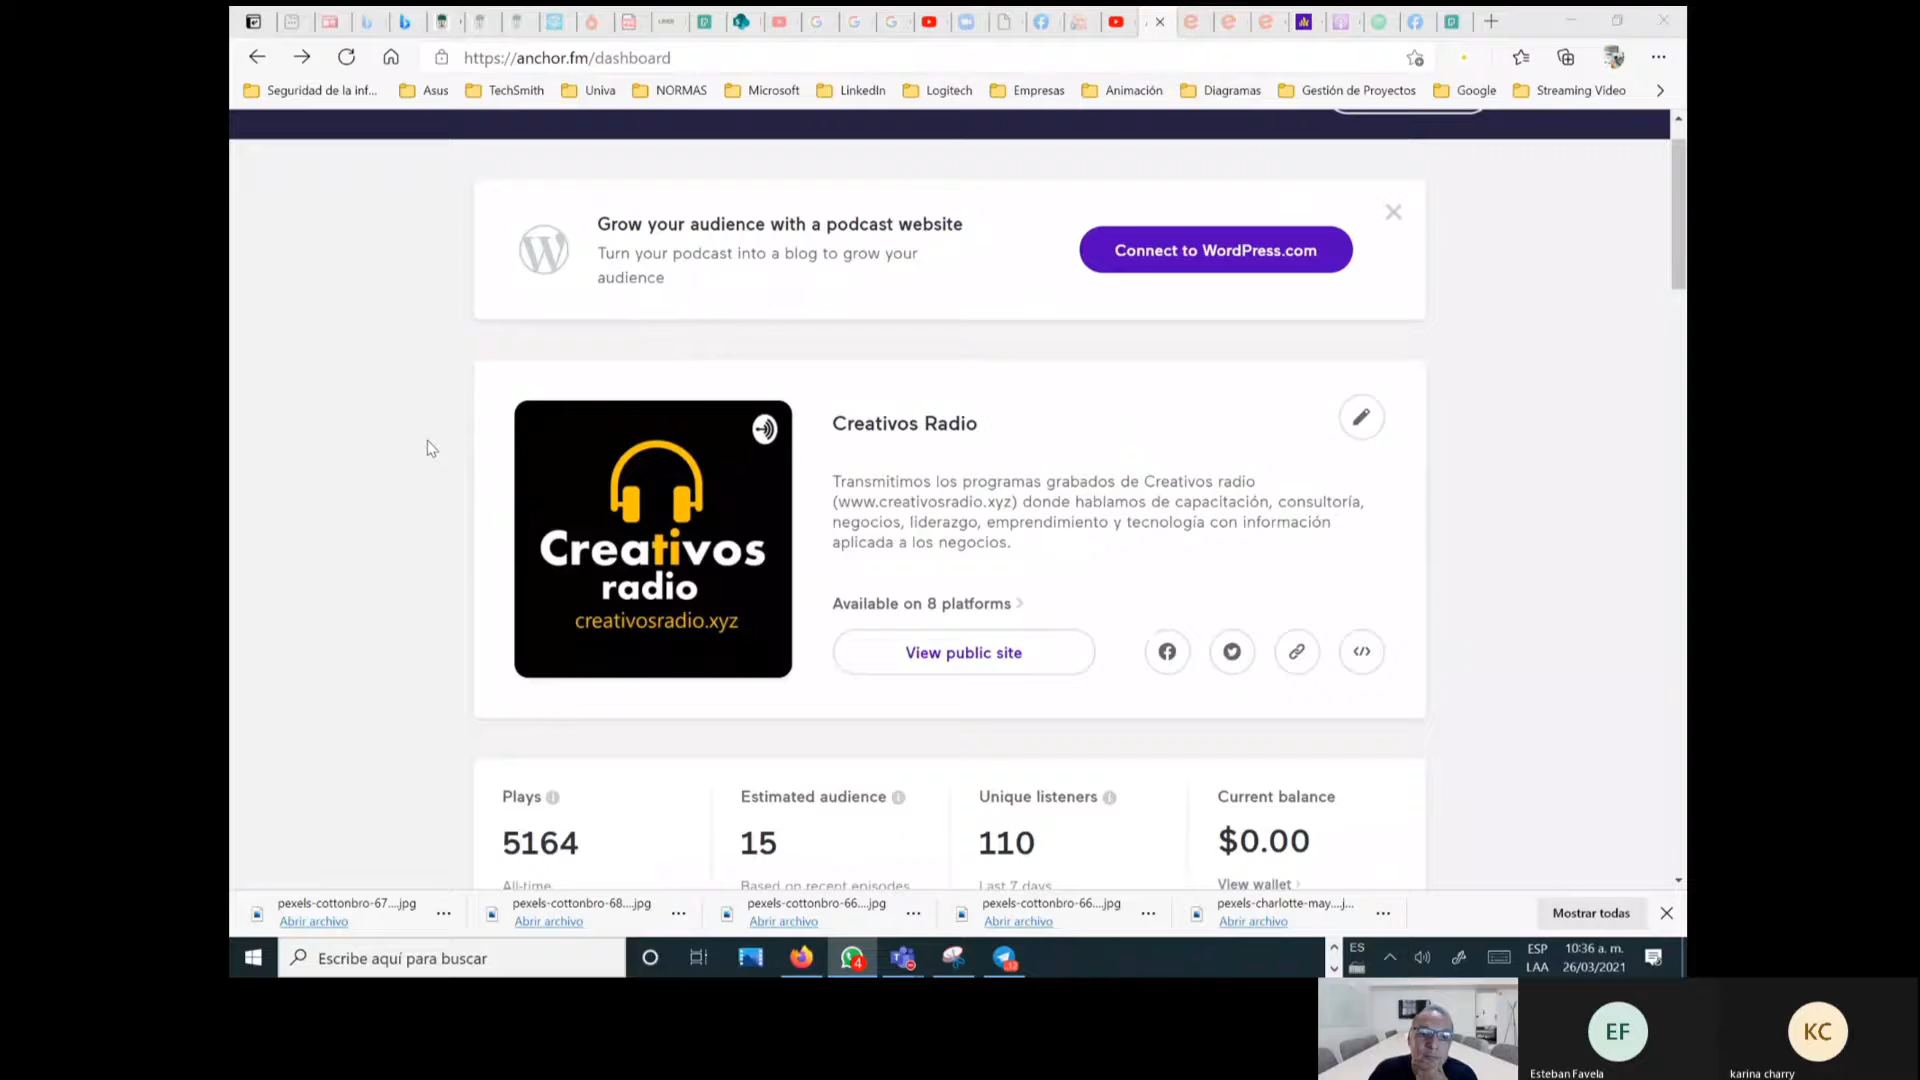 https://anchor.fm/dashboard
Seguridad de la inf...
Asus
TechSmith
Univa
NORMAS
Microsoft
LinkedIn
Logitech
Empresas
Animación
Diagramas
Gestión de Proyectos
Google
Streaming Video
Grow your audience with a podcast website
Turn your podcast into a blog to grow your
audience
Connect to WordPress.com
Creativos
radio
creativosradio.xyz
Creativos Radio
Transmitimos los programas grabados de Creativos radio
(www.creativosradio.xyz) donde hablamos de capacitación, consultoría,
negocios, liderazgo, emprendimiento y tecnología con información
aplicada a los negocios.
Available on 8 platforms
View public site
Plays
5164
All-time
Estimated audience
15
Based on recent episodes
Unique listeners
110
Last 7 days
Current balance
$0.00
View wallet
pexels-cottonbro-67....jpg
Abrir archivo
pexels-cottonbro-68....jpg
Abrir archivo
pexels-cottonbro-66....jpg
Abrir archivo
pexels-cottonbro-66....jpg
Abrir archivo
pexels-charlotte-may....j...
Abrir archivo
Mostrar todas
Escribe aquí para buscar
4
12
ES
ESP
LAA
10:36 a. m.
26/03/2021
EF
Esteban Favela
KC
karina charry